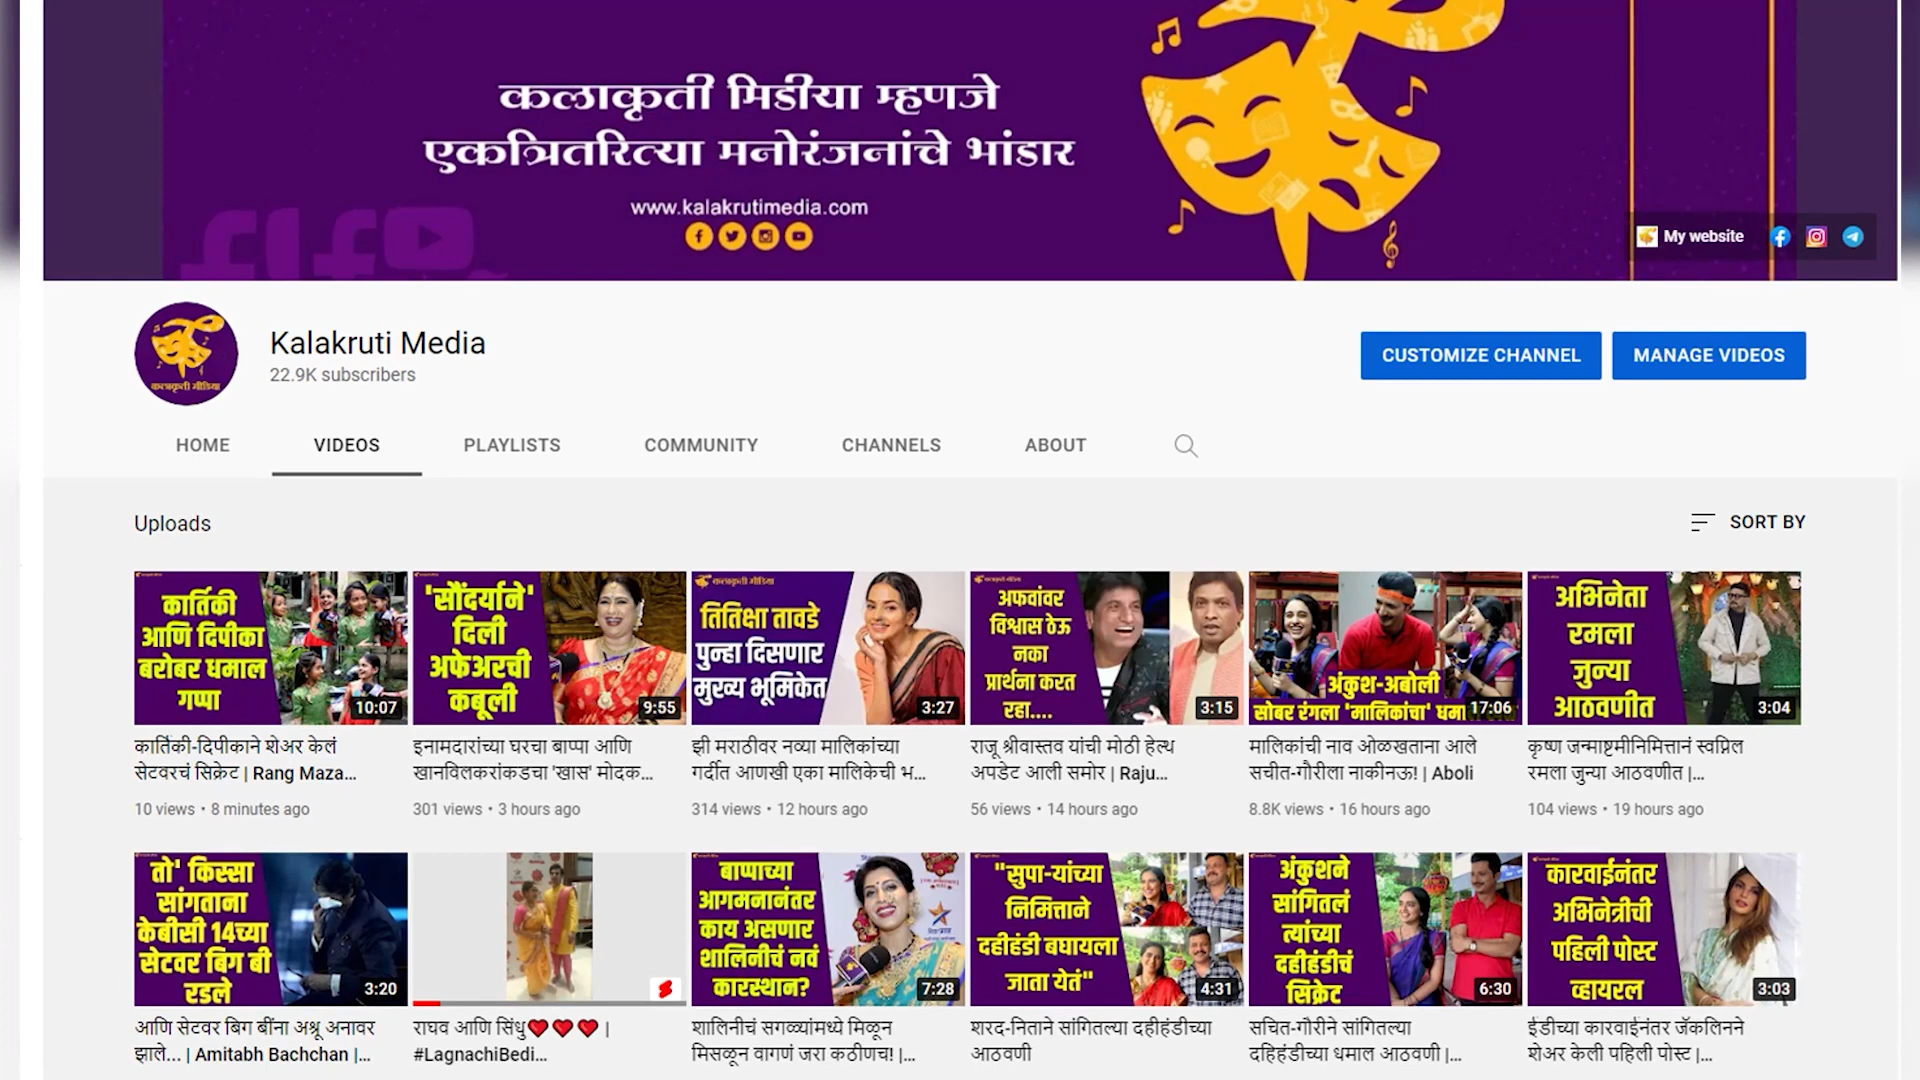 कलाकृती मिडीया म्हणजे
एकत्रितरित्या मनोरंजनांचे भांडार
www.kalakrutimedia.com
My website
कलाकृती मीडिया
Kalakruti Media
22.9K subscribers
CUSTOMIZE CHANNEL
MANAGE VIDEOS
HOME
VIDEOS
PLAYLISTS
COMMUNITY
CHANNELS
ABOUT
Uploads
SORT BY
कार्तिकी
आणि दिपीका
बरोबर धमाल
गप्पा
10:07
'सौंदर्याने'
दिली
अफेअरची
कबूली
9:55
कलाकृती मीडिया
तितिक्षा तावडे
पुन्हा दिसणार
मुख्य भूमिकेत
3:27
कलाकृती मीडिया
अफवांवर
विश्वास ठेऊ
नका
प्रार्थना करत
रहा....
3:15
अंकुश-अबोली
सोबर रंगला 'मालिकांचा'
17:06
अभिनेता
रमला
जुन्या
आठवणीत
3:04
कार्तिकी-दिपीकाने शेअर केलं
सेटवरचं सिक्रेट | Rang Maza...
10 views • 8 minutes ago
इनामदारांच्या घरचा बाप्पा आणि
खानविलकरांकडचा 'खास' मोदक...
301 views • 3 hours ago
झी मराठीवर नव्या मालिकांच्या
गर्दीत आणखी एका मालिकेची भ...
314 views • 12 hours ago
राजू श्रीवास्तव यांची मोठी हेल्थ
अपडेट आली समोर | Raju...
56 views • 14 hours ago
मालिकांची नाव ओळखताना आले
सचीत-गौरीला नाकीनऊ! | Aboli
8.8K views • 16 hours ago
कृष्ण जन्माष्टमीनिमित्तानं स्वप्निल
रमला जुन्या आठवणीत |...
104 views • 19 hours ago
तो' किस्सा
सांगताना
केबीसी 14च्या
सेटवर बिग बी
रडले
3:20
बाप्पाच्या
आगमनानंतर
काय असणार
शालिनीचं नवं
कारस्थान?
7:28
"सुपा-यांच्या
निमित्ताने
दहीहंडी बघायला
जाता येतं"
4:31
अंकुशने
सांगितलं
त्यांच्या
दहीहंडीचं
सिक्रेट
6:30
कारवाईनंतर
अभिनेत्रीची
पहिली पोस्ट
व्हायरल
3:03
आणि सेटवर बिग बींना अश्रू अनावर
झाले... | Amitabh Bachchan |...
राघव आणि सिंधु❤❤❤ |
#LagnachiBedi...
शालिनीचं सगळ्यांमध्ये मिळून
मिसळून वागणं जरा कठीणच! |...
शरद-निताने सांगितल्या दहीहंडीच्या
आठवणी
सचित-गौरीने सांगितल्या
दहिहंडीच्या धमाल आठवणी |...
ईडीच्या कारवाईनंतर जॅकलिनने
शेअर केली पहिली पोस्ट |...